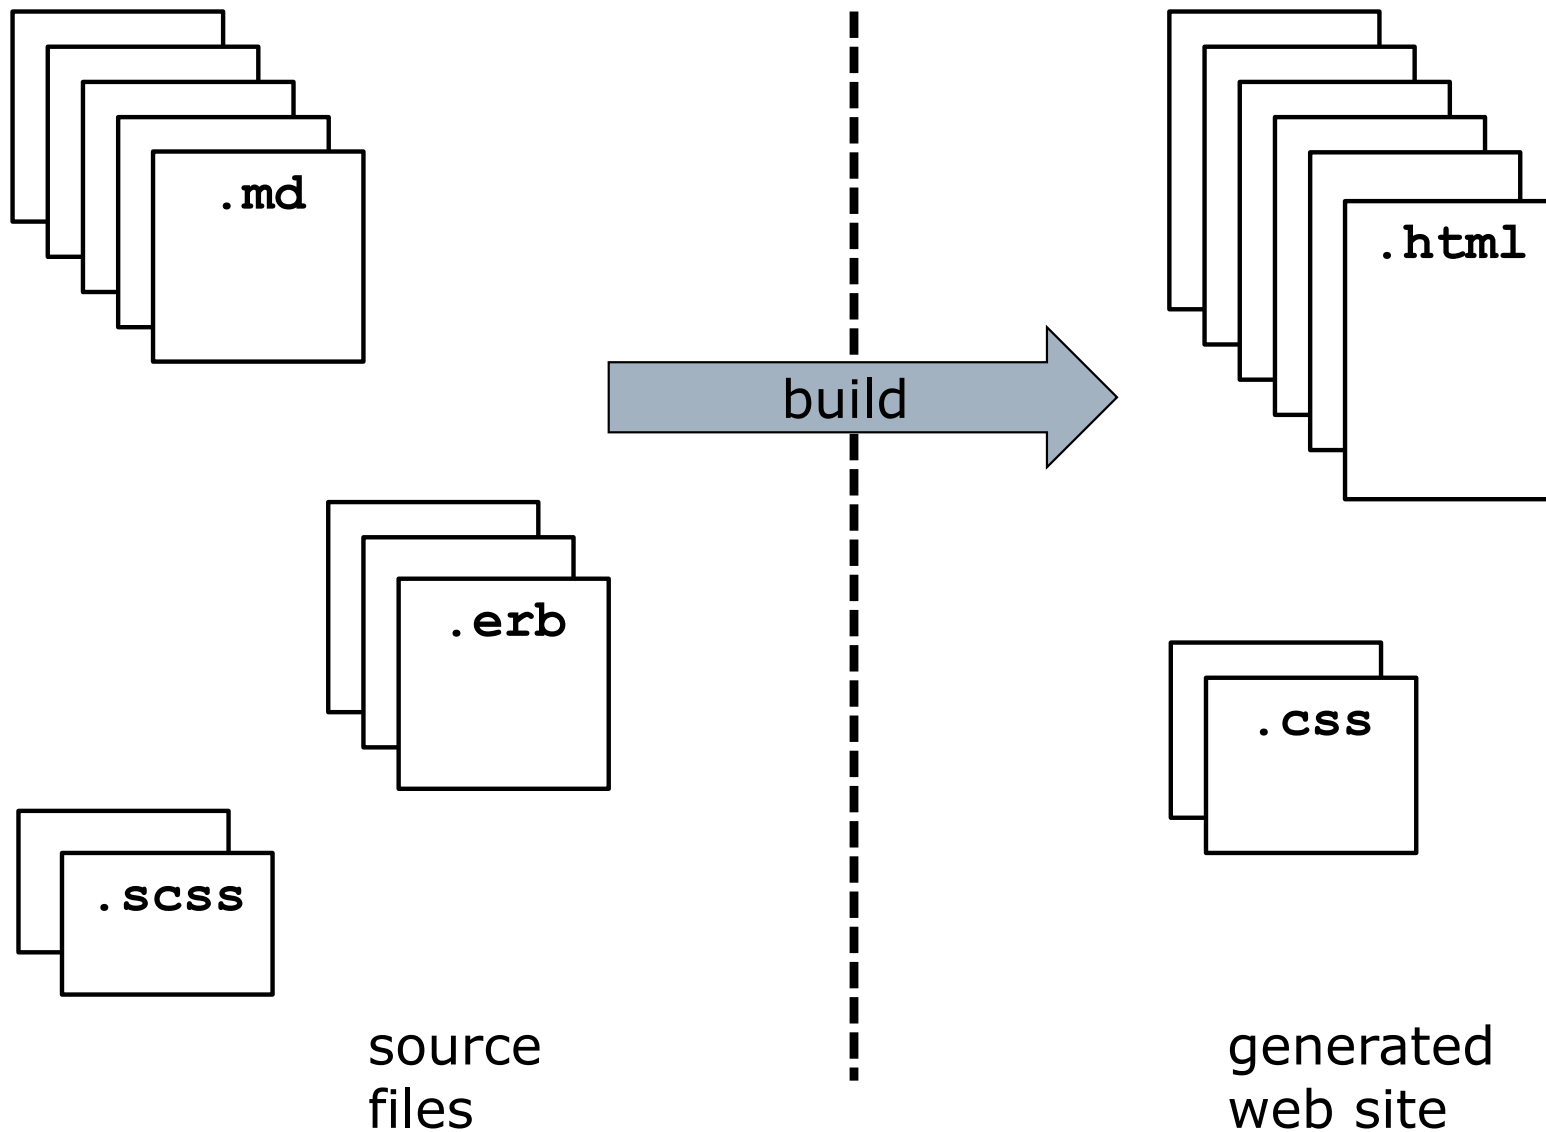 .md
.html
build
.erb
.css
.scss
source
files
generated
web site